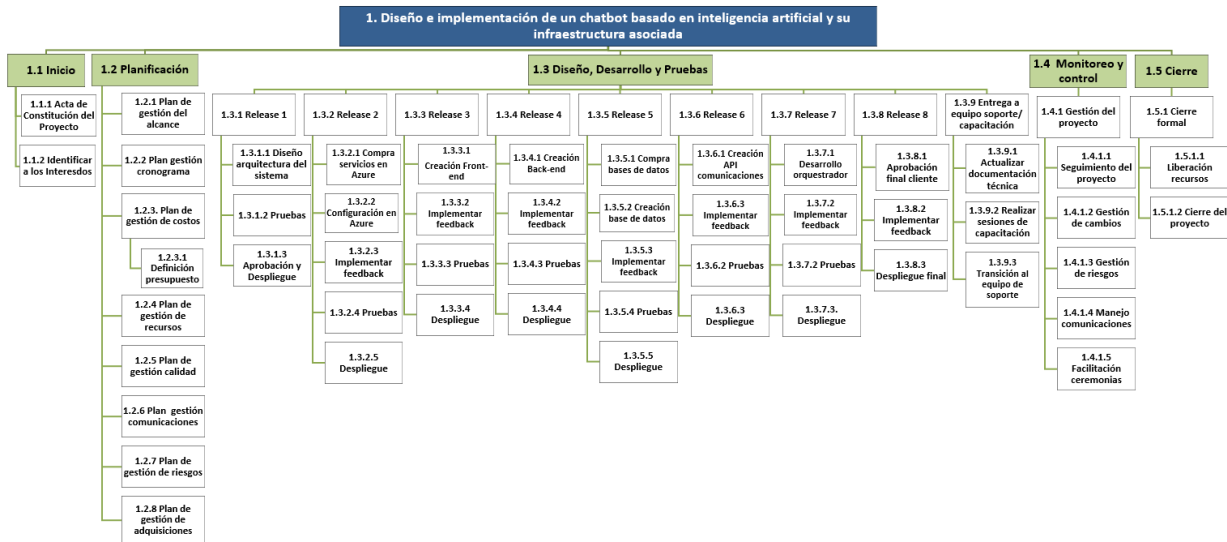 1. Diseño e implementación de un chatbot basado en inteligencia artificial y su
infraestructura asociada
1.1 Inicio
1.1.1 Acta de
Constitución del
Proyecto
1.1.2 Identificar
a los Interesdos
1.2 Planificación
1.2.1 Plan de
gestión del
alcance
1.2.2 Plan gestión
cronograma
1.2.3. Plan de
gestión de costos
1.2.3.1
Definición
presupuesto
1.2.4 Plan de
gestión de
recursos
1.2.5 Plan de
gestión calidad
1.2.6 Plan gestión
comunicaciones
1.2.7 Plan de
gestión de riesgos
1.2.8 Plan de
gestión de
adquisiciones
1.3 Diseño, Desarrollo y Pruebas
1.3.1 Release 1
1.3.1.1 Diseño
arquitectura del
sistema
1.3.1.2 Pruebas
1.3.1.3
Aprobación y
Despliegue
1.3.2 Release 2
1.3.2.1 Compra
servicios en
Azure
1.3.2.2
Configuración en
Azure
1.3.2.3
Implementar
feedback
1.3.2.4 Pruebas
1.3.2.5
Despliegue
1.3.3 Release 3
1.3.3.1
Creación Front-
end
1.3.3.2
Implementar
feedback
1.3.3.3 Pruebas
1.3.3.4
Despliegue
1.3.4 Release 4
1.3.4.1 Creación
Back-end
1.3.4.2
Implementar
feedback
1.3.4.3 Pruebas
1.3.4.4
Despliegue
1.3.5 Release 5
1.3.5.1 Compra
bases de datos
1.3.5.2 Creación
base de datos
1.3.5.3
Implementar
feedback
1.3.5.4 Pruebas
1.3.5.5
Despliegue
1.3.6 Release 6
1.3.6.1 Creación
API
comunicaciones
1.3.6.3
Implementar
feedback
1.3.6.2 Pruebas
1.3.6.3
Despliegue
1.3.7 Release 7
1.3.7.1
Desarrollo
orquestrador
1.3.7.2
Implementar
feedback
1.3.7.2 Pruebas
1.3.7.3.
Despliegue
1.3.8 Release 8
1.3.8.1
Aprobación
final cliente
1.3.8.2
Implementar
feedback
1.3.8.3
Despliegue final
1.3.9 Entrega a
equipo soporte/
capacitación
1.3.9.1
Actualizar
documentación
técnica
1.3.9.2 Realizar
sesiones de
capacitación
1.3.9.3
Transición al
equipo de
soporte
1.4 Monitoreo y
control
1.4.1 Gestión del
proyecto
1.4.1.1
Seguimiento del
proyecto
1.4.1.2 Gestión
de cambios
1.4.1.3 Gestión
de riesgos
1.4.1.4 Manejo
comunicaciones
1.4.1.5
Facilitación
ceremonias
1.5 Cierre
1.5.1 Cierre
formal
1.5.1.1
Liberación
recursos
1.5.1.2 Cierre del
proyecto